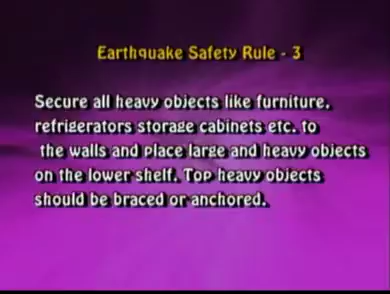 Earthquake Safety Rule - 3
Secure all heavy objects like furniture,
refrigerators storage cabinets etc. to
the walls and place large and heavy objects
on the lower shelf. Top heavy objects
should be braced or anchored.